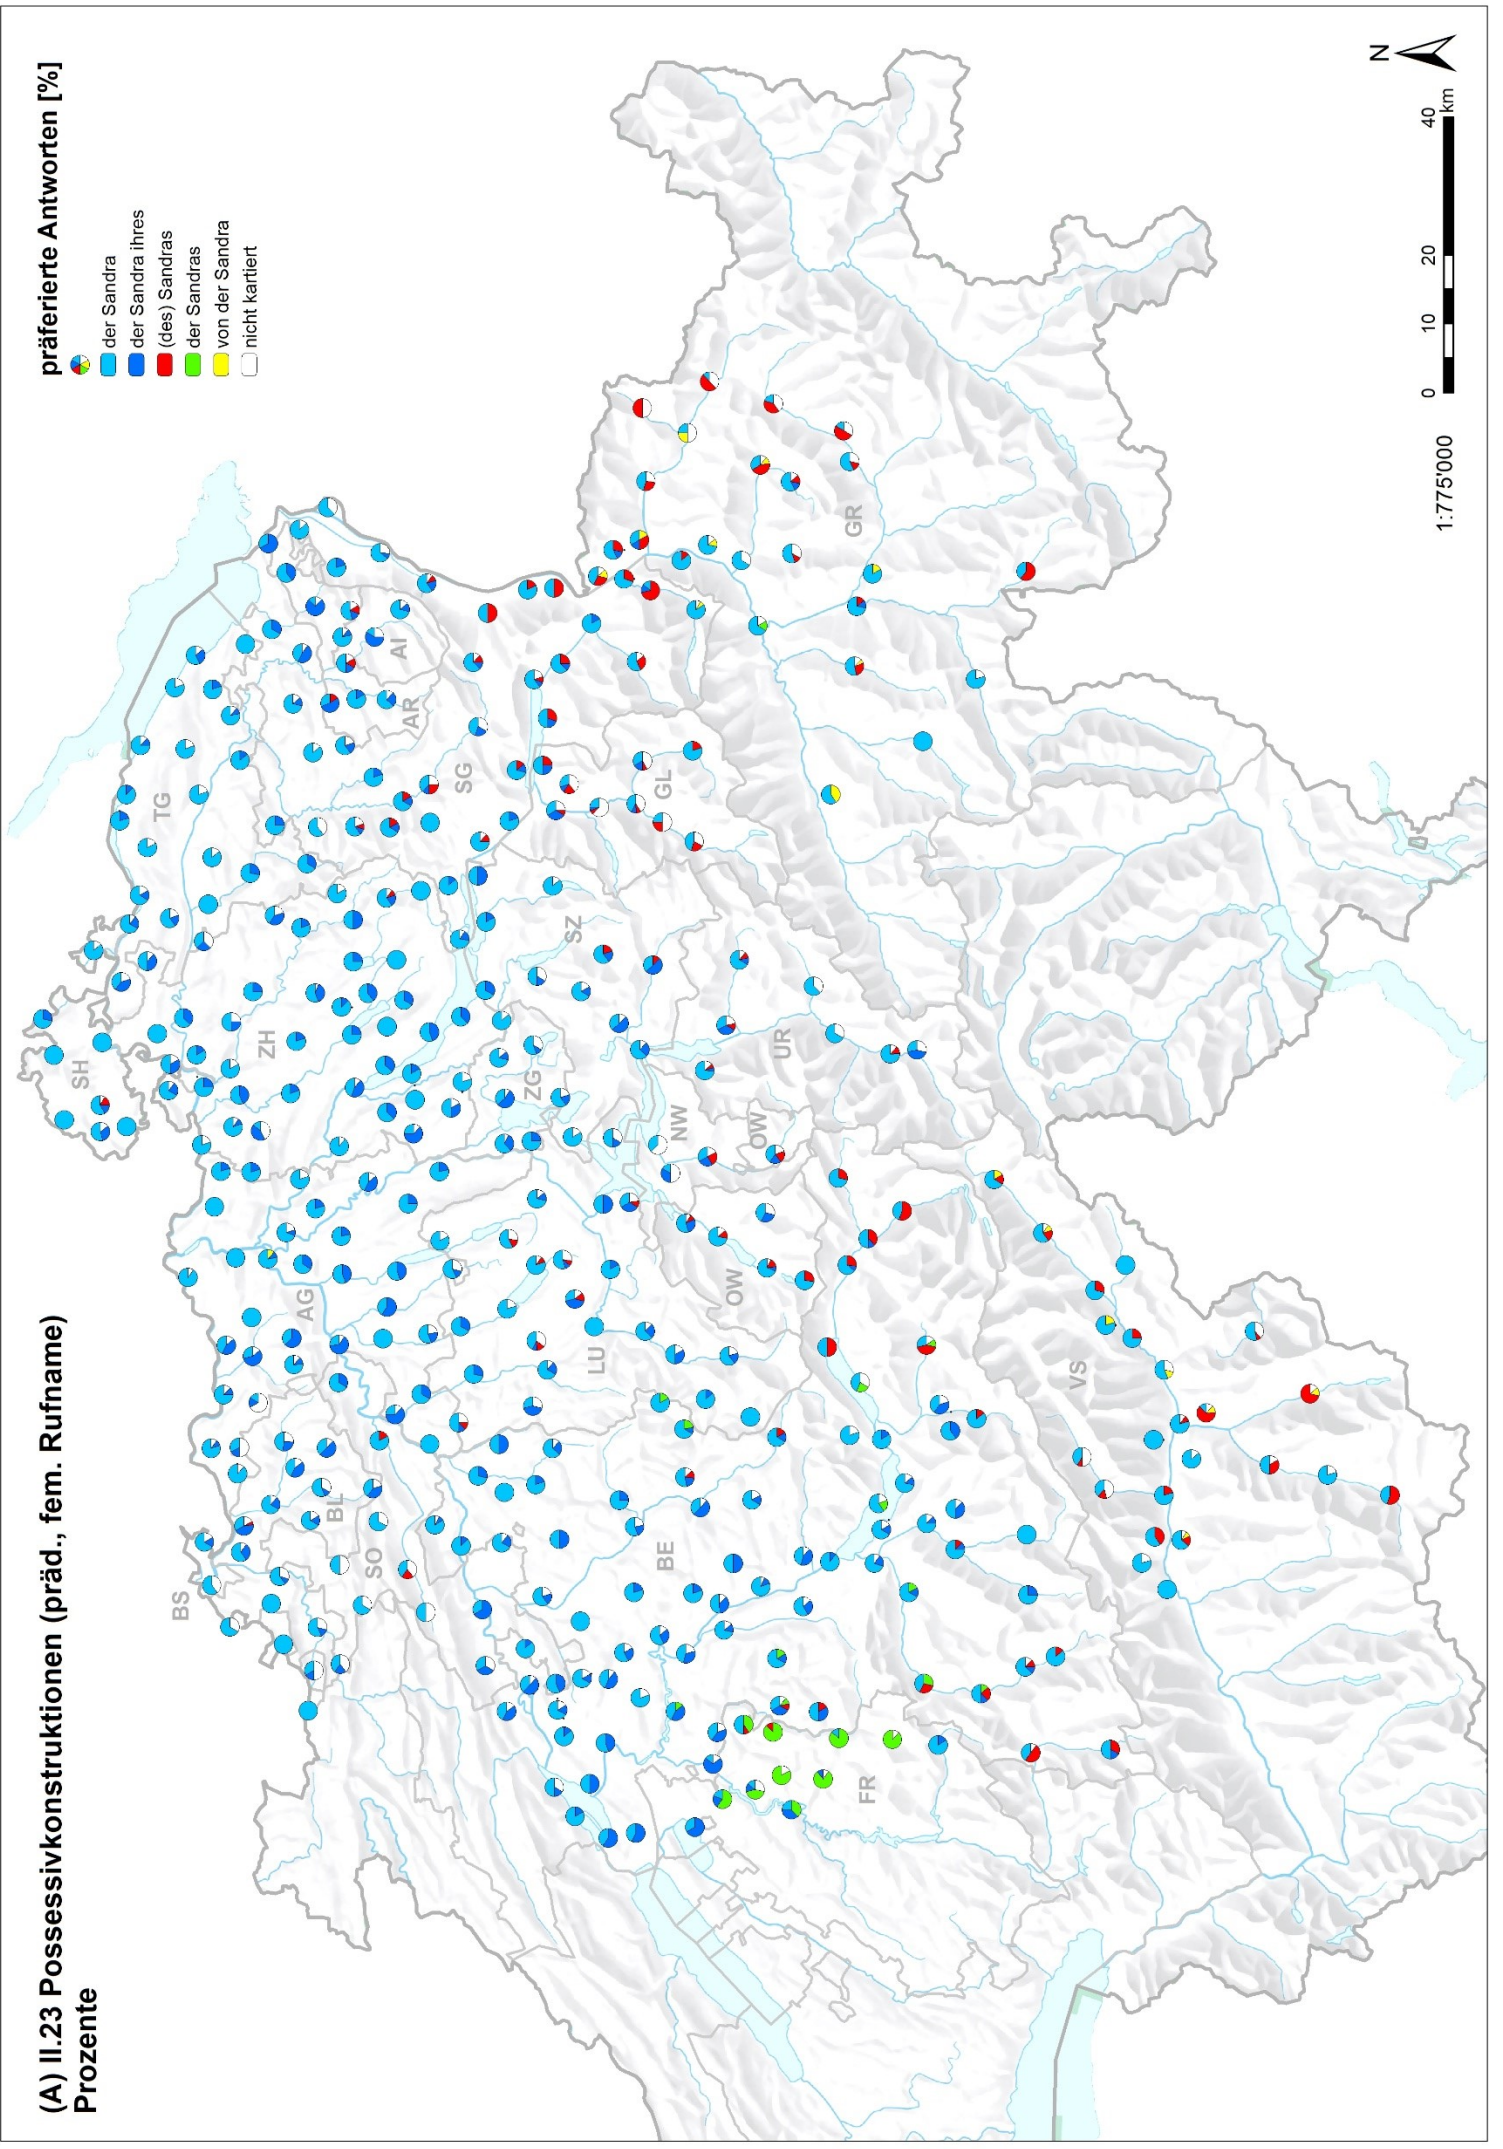 (A) II.23 Possessivkonstruktionen (präd., fem. Rufname)
Prozente
präferierte Antworten [%]
der Sandra
der Sandra ihres
(des) Sandras
der Sandras
von der Sandra
nicht kartiert
SH
BS
TG
ZH
AG
BL
SO
AI
AR
SG
ZG
SZ
GL
LU
NW
OW
OW
UR
BE
GR
FR
VS
N
1:775'000
0
10
20
40
km